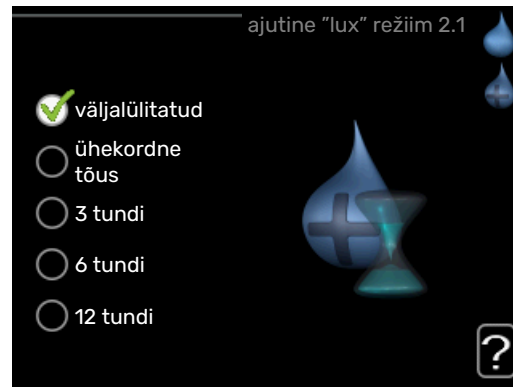 ajutine ”lux” režiim 2.1
väljalülitatud
ühekordne
tõus
3 tundi
6 tundi
12 tundi
?